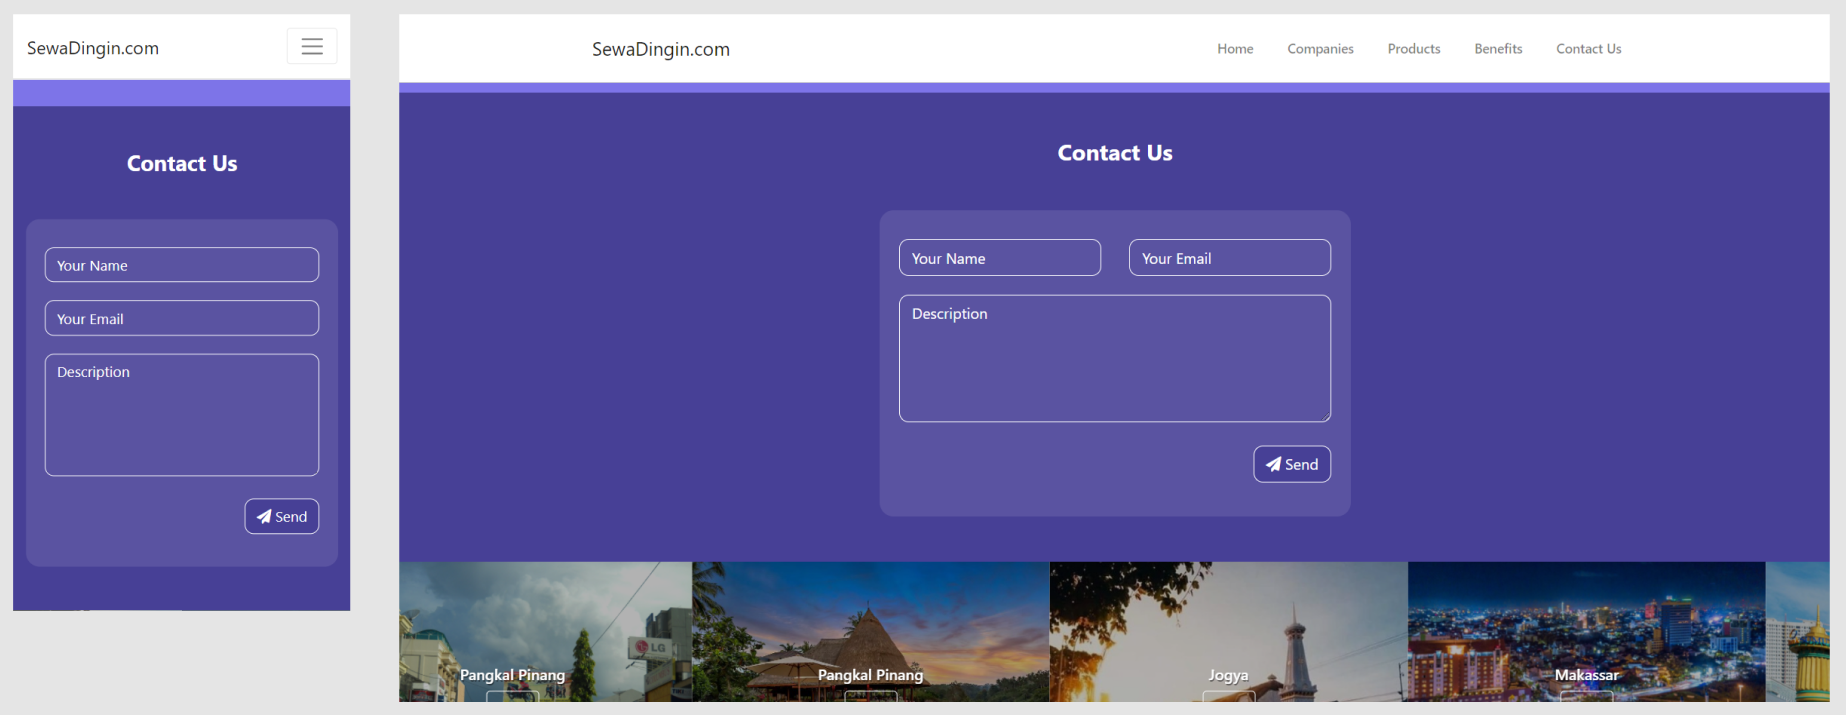 SewaDingin.com
Contact Us
Your Name
Your Email
Description
Send
SewaDingin.com
Home Companies Products Benefits Contact Us
Contact Us
Your Name Your Email
Description
Send
LG
Pangkal Pinang Pangkal Pinang Jogya Makassar